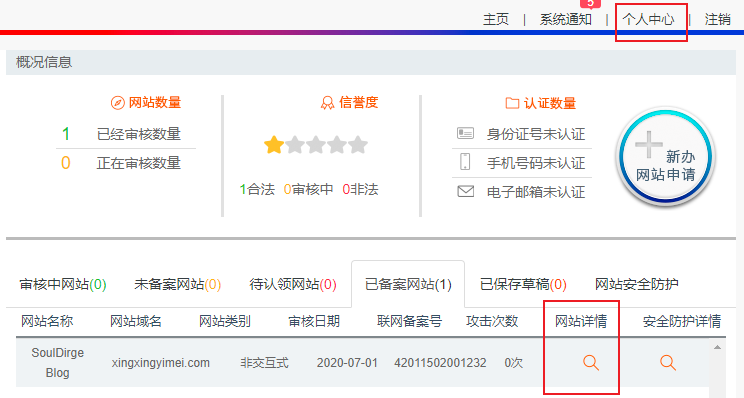 主页 | 系统通知 5 | 个人中心 | 注销
概况信息
网站数量
1 已经审核数量
0 正在审核数量
信誉度
1合法 0审核中 0非法
认证数量
身份证号未认证
手机号码未认证
电子邮箱未认证
新办
网站申请
审核中网站(0) 未备案网站(0) 待认领网站(0) 已备案网站(1) 已保存草稿(0) 网站安全防护
网站名称 网站域名 网站类别 审核日期 联网备案号 攻击次数 网站详情 安全防护详情
SoulDirge
Blog
xingxingyimei.com 非交互式 2020-07-01 42011502001232 0次